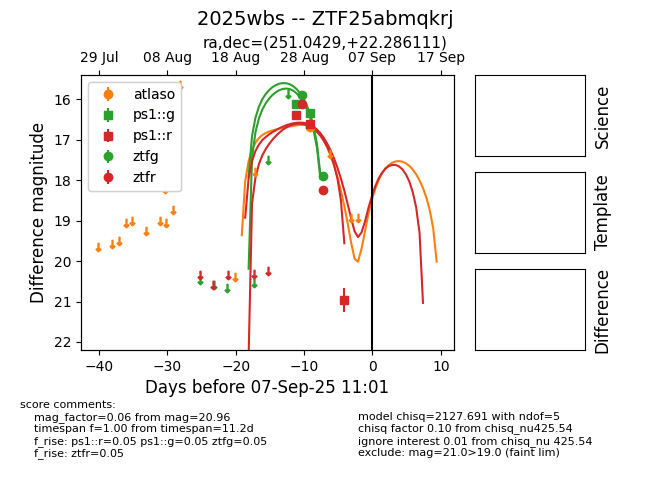 2025wbs -- ZTF25abmqkrj
ra,dec=(251.0429,+22.286111)
29 Jul 08 Aug 18 Aug 28 Aug 07 Sep 17 Sep
atlaso
ps1::g
ps1::r
ztfg
ztfr
16
17
18
19
20
21
22
Difference magnitude
−40 −30 −20 −10 0 10
Days before 07-Sep-25 11:01
Science
Template
Difference
score comments:
mag_factor=0.06 from mag=20.96
timespan f=1.00 from timespan=11.2d
f_rise: ps1::r=0.05 ps1::g=0.05 ztfg=0.05
f_rise: ztfr=0.05
model chisq=2127.691 with ndof=5
chisq factor 0.10 from chisq_nu425.54
ignore interest 0.01 from chisq_nu 425.54
exclude: mag=21.0>19.0 (faint lim)